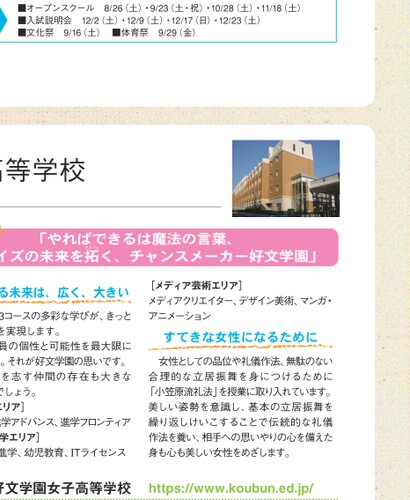 ■オープンスクール　8/26（土）・9/23（土・祝）・10/28（土）・11/18（土）
■入試説明会　12/2（土）・12/9（土）・12/17（日）・12/23（土）
■文化祭　9/16（土）　■体育祭　9/29（金）
高等学校
「やればできるは魔法の言葉、
イズの未来を拓く、チャンスメーカー好文学園」
る未来は、広く、大きい
3コースの多彩な学びが、きっと
を実現します。
員の個性と可能性を最大限に
。それが好文学園の思いです。
を志す仲間の存在も大きな
でしょう。
リア］
学アドバンス、進学フロンティア
学エリア］
進学、幼児教育、ITライセンス
［メディア芸術エリア］
メディアクリエイター、デザイン美術、マンガ・
アニメーション
すてきな女性になるために
女性としての品位や礼儀作法、無駄のない
合理的な立居振舞を身につけるために
「小笠原流礼法」を授業に取り入れています。
美しい姿勢を意識し、基本の立居振舞を
繰り返しけいこすることで伝統的な礼儀
作法を養い、相手への思いやりの心を備えた
身も心も美しい女性をめざします。
好文学園女子高等学校
https://www.koubun.ed.jp/